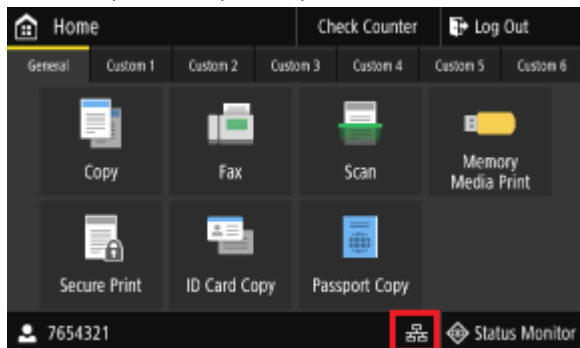 Home Check Counter Log Out
General Custom 1 Custom 2 Custom 3 Custom 4 Custom 5 Custom 6
Copy Fax Scan Memory
Media Print
Secure Print ID Card Copy Passport Copy
7654321 Status Monitor